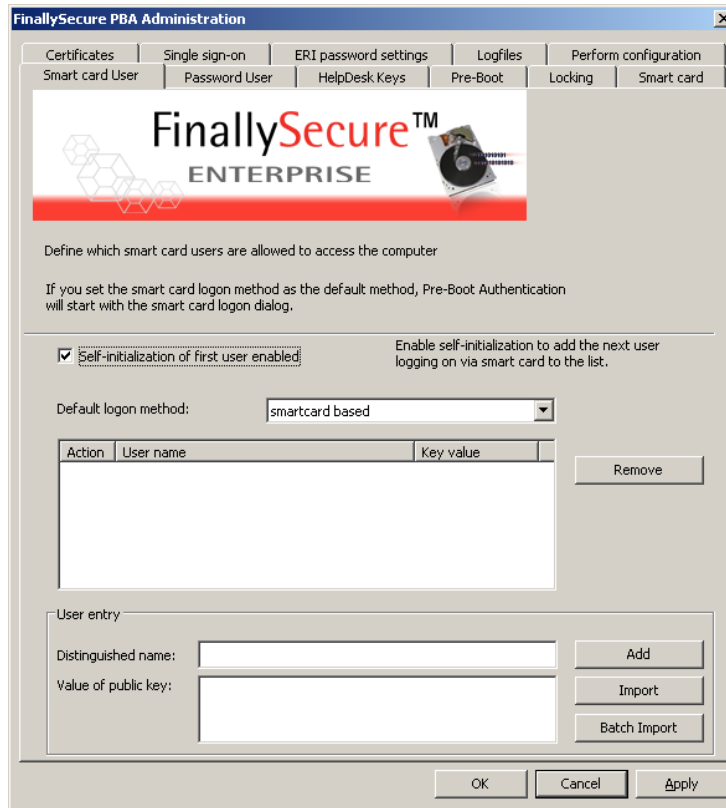 FinallySecure PBA Administration
Certificates Single sign-on ERI password settings Logfiles Perform configuration
Smart card User Password User HelpDesk Keys Pre-Boot Locking Smart card
FinallySecure™
ENTERPRISE
Define which smart card users are allowed to access the computer
If you set the smart card logon method as the default method, Pre-Boot Authentication
will start with the smart card logon dialog.
Self-initialization of first user enabled
Enable self-initialization to add the next user
logging on via smart card to the list.
Default logon method: smartcard based
Action User name Key value
Remove
User entry
Distinguished name: Add
Value of public key: Import
Batch Import
OK Cancel Apply